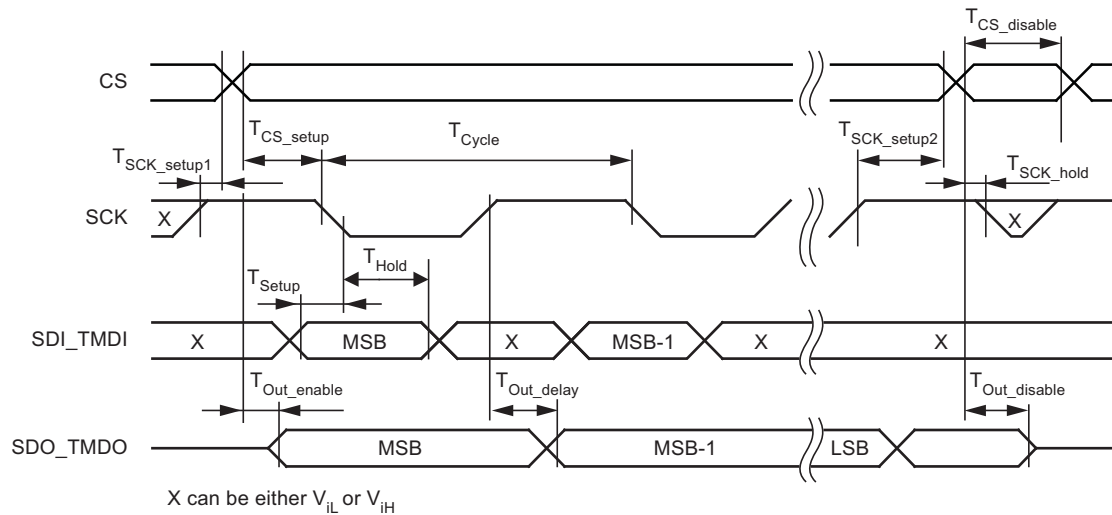 T_CS_disable
CS
T_CS_setup
T_Cycle
T_SCK_setup2
T_SCK_setup1
T_SCK_hold
SCK
X
X
T_Hold
T_Setup
SDI_TMDI
X
MSB
X
MSB-1
X
X
T_Out_enable
T_Out_delay
T_Out_disable
SDO_TMDO
MSB
MSB-1
LSB
X can be either V_iL or V_iH